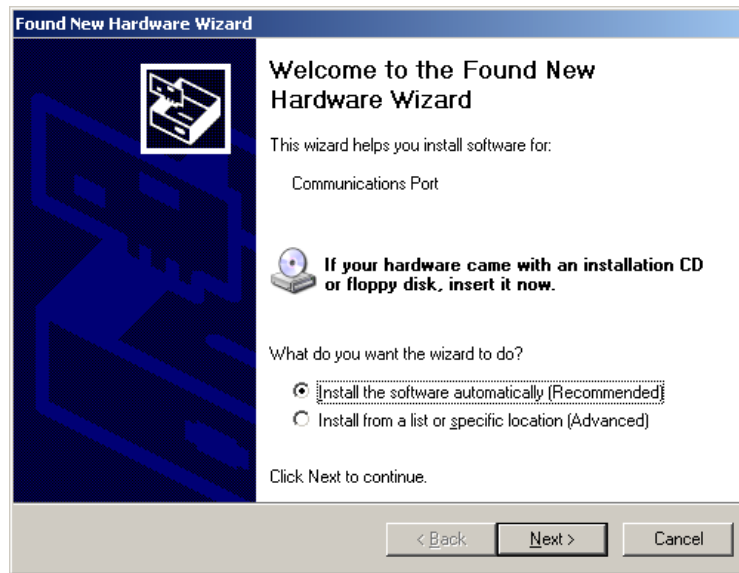 Found New Hardware Wizard
Welcome to the Found New
Hardware Wizard
This wizard helps you install software for:
Communications Port
If your hardware came with an installation CD
or floppy disk, insert it now.
What do you want the wizard to do?
Install the software automatically (Recommended)
Install from a list or specific location (Advanced)
Click Next to continue.
< Back Next > Cancel